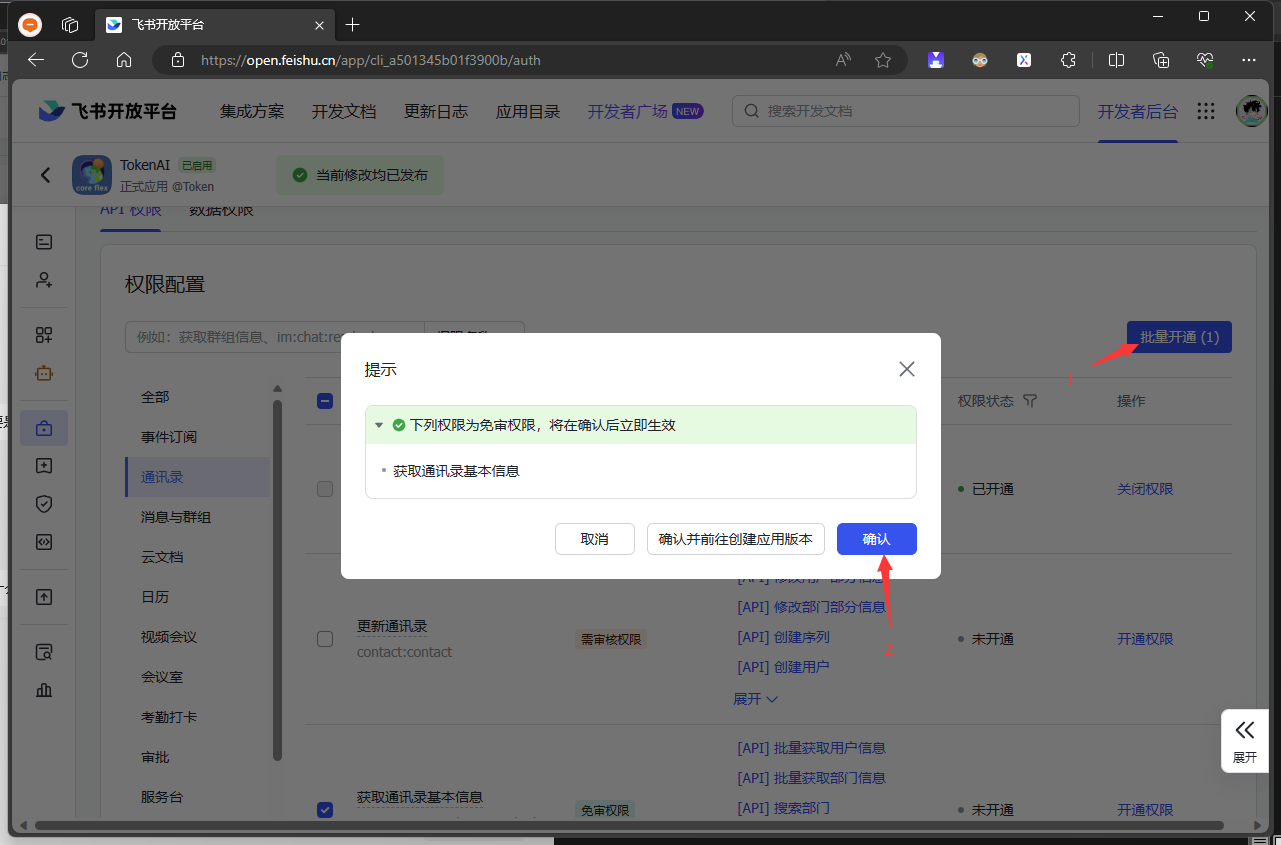 飞书开放平台
https://open.feishu.cn/app/cli_a501345b01f3900b/auth
飞书开放平台
集成方案
开发文档
更新日志
应用目录
开发者广场 NEW
搜索开发文档
开发者后台
TokenAI 已启用
正式应用 @Token
core flex
当前修改均已发布
API 权限
数据权限
权限配置
例如：获取群组信息、im:chat:re
批量开通 (1)
1
提示
下列权限为免审权限，将在确认后立即生效
获取通讯录基本信息
取消
确认并前往创建应用版本
确认
2
全部
事件订阅
通讯录
消息与群组
云文档
日历
视频会议
会议室
考勤打卡
审批
服务台
权限状态
操作
已开通
关闭权限
[API] 修改用户部分信息
[API] 修改部门部分信息
[API] 创建序列
[API] 创建用户
展开
更新通讯录
contact:contact
需审核权限
未开通
开通权限
[API] 批量获取用户信息
[API] 批量获取部门信息
[API] 搜索部门
获取通讯录基本信息
免审权限
未开通
开通权限
展开